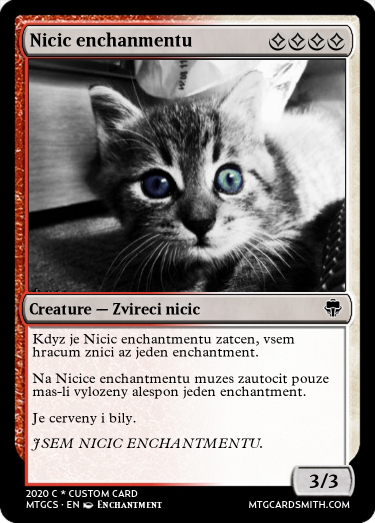 Nicic enchanmentu
Creature — Zvireci nicic
Kdyz je Nicic enchantmentu zatcen, vsem
hracum znici az jeden enchantment.
Na Nicice enchantmentu muzes zautocit pouze
mas-li vylozeny alespon jeden enchantment.
Je cerveny i bily.
JSEM NICIC ENCHANTMENTU.
3/3
2020 C * CUSTOM CARD
MTGCS · EN Enchantment
MTGCARDSMITH.COM